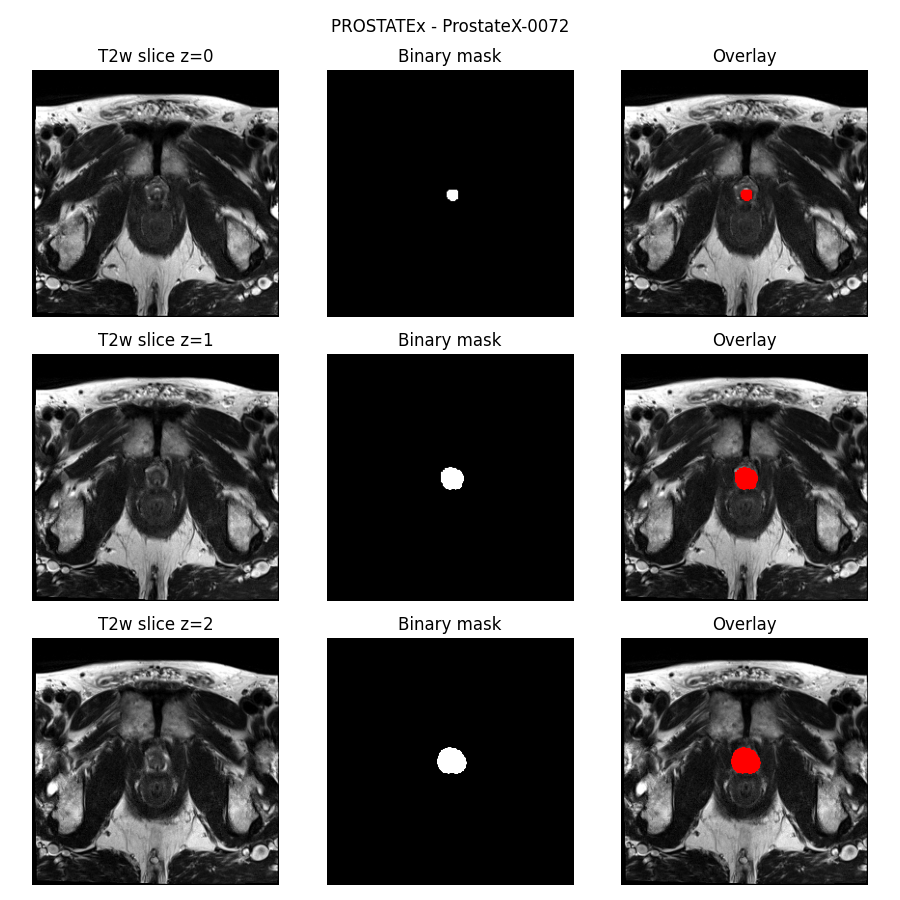 PROSTATEx - ProstateX-0072
T2w slice z=0
Binary mask
Overlay
T2w slice z=1
Binary mask
Overlay
T2w slice z=2
Binary mask
Overlay